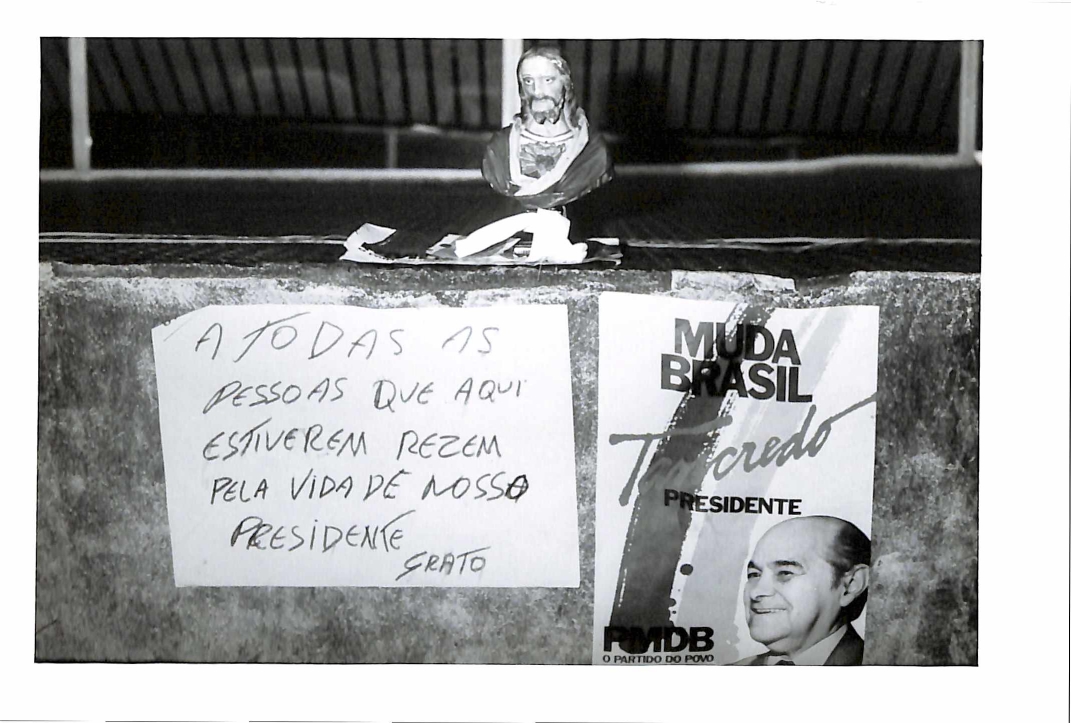 A TODAS AS
PESSOAS QUE AQUI
ESTIVEREM REZEM
PELA VIDA DE NOSSO
PRESIDENTE
GRATO
MUDA
BRASIL
Tancredo
PRESIDENTE
PMDB
O PARTIDO DO POVO